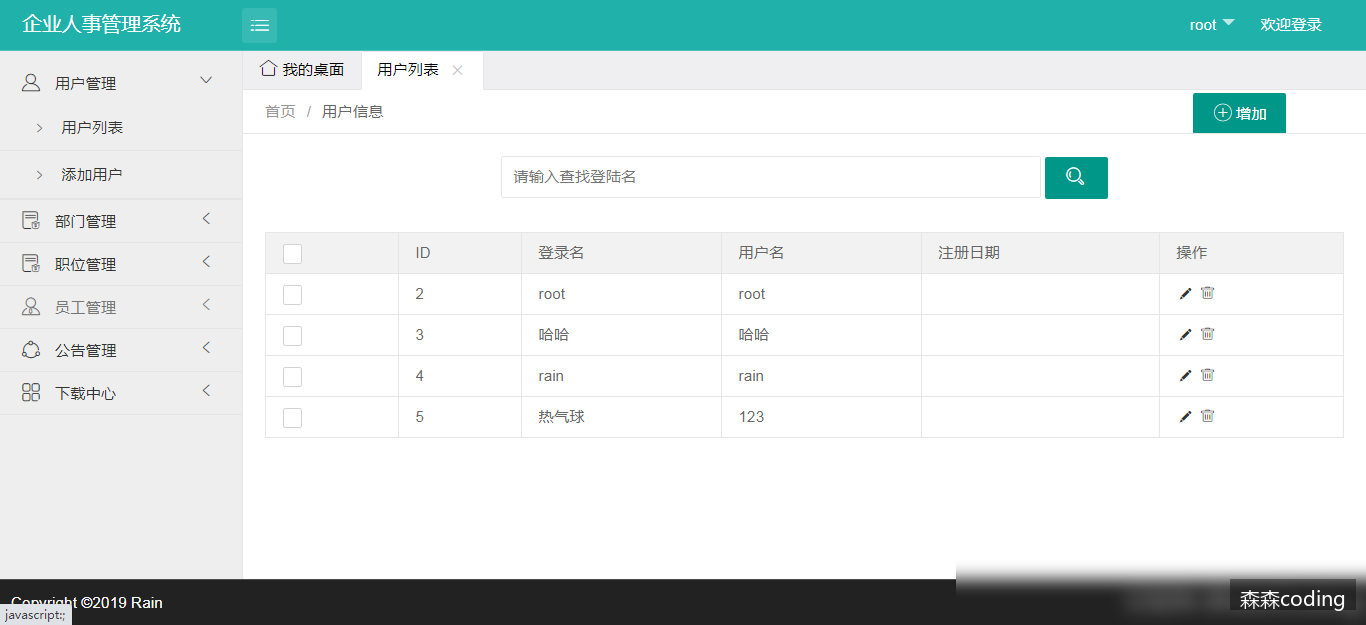 企业人事管理系统
root 欢迎登录
用户管理
用户列表
添加用户
部门管理
职位管理
员工管理
公告管理
下载中心
我的桌面 用户列表
首页 / 用户信息
增加
请输入查找登陆名
ID 登录名 用户名 注册日期 操作
2 root root
3 哈哈 哈哈
4 rain rain
5 热气球 123
Copyright ©2019 Rain
javascript:;
森森coding